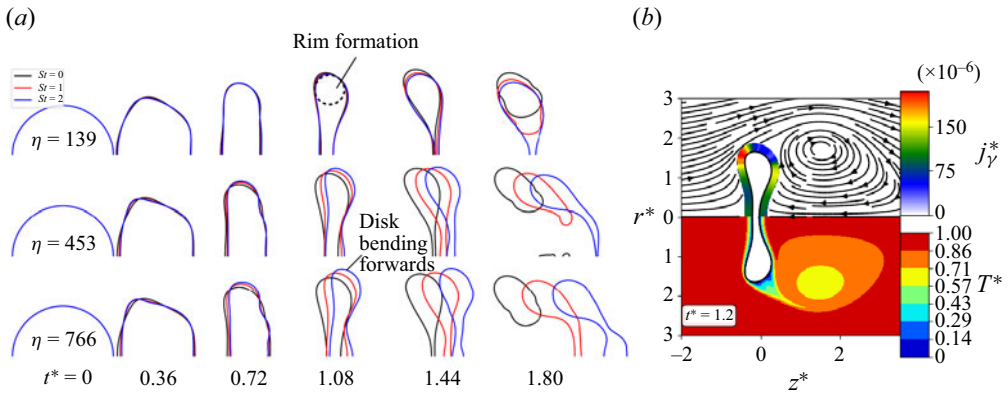 (a)
Rim formation
St = 0
St = 1
St = 2
η = 139
η = 453
Disk
bending
forwards
η = 766
t* = 0
0.36
0.72
1.08
1.44
1.80
(b)
(×10⁻⁶)
3
2
1
r* 0
1
2
3
t* = 1.2
−2
0
2
z*
150
75
0
j*γ
1.00
0.86
0.71
0.57
0.43
0.29
0.14
0
T*